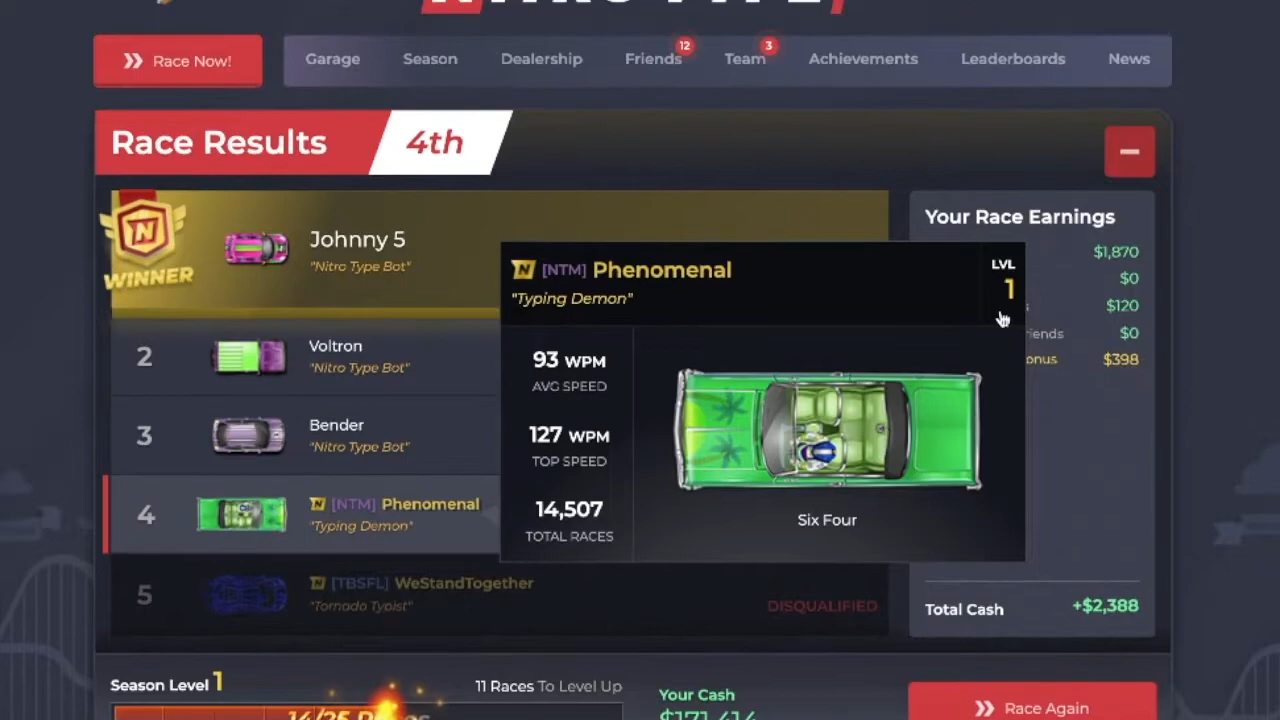 Race Now!
Garage
Season
Dealership
Friends
12
Team
3
Achievements
Leaderboards
News
Race Results
4th
N
WINNER
Johnny 5
"Nitro Type Bot"
2
Voltron
"Nitro Type Bot"
3
Bender
"Nitro Type Bot"
4
N [NTM] Phenomenal
"Typing Demon"
5
N [TBSFL] WeStandTogether
"Tornado Typist"
DISQUALIFIED
N [NTM] Phenomenal
"Typing Demon"
LVL
1
93 WPM
AVG SPEED
127 WPM
TOP SPEED
14,507
TOTAL RACES
Six Four
Your Race Earnings
$1,870
$0
$120
$0
$398
Total Cash
+$2,388
Season Level 1
11 Races To Level Up
Your Cash
$171,414
Race Again